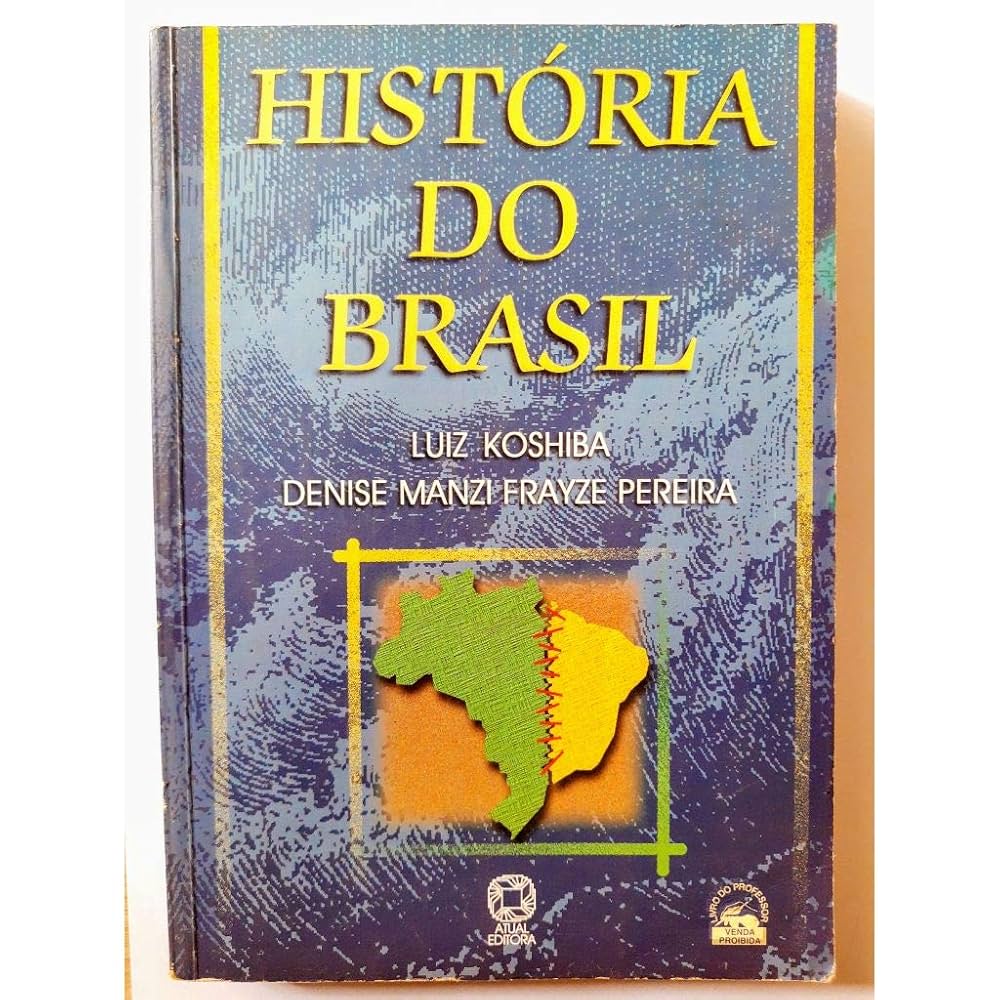 HISTÓRIA
DO
BRASIL
LUIZ KOSHIBA
DENISE MANZI FRAYZE PEREIRA
ATUAL
EDITORA
LIVRO DO PROFESSOR
VENDA
PROIBIDA